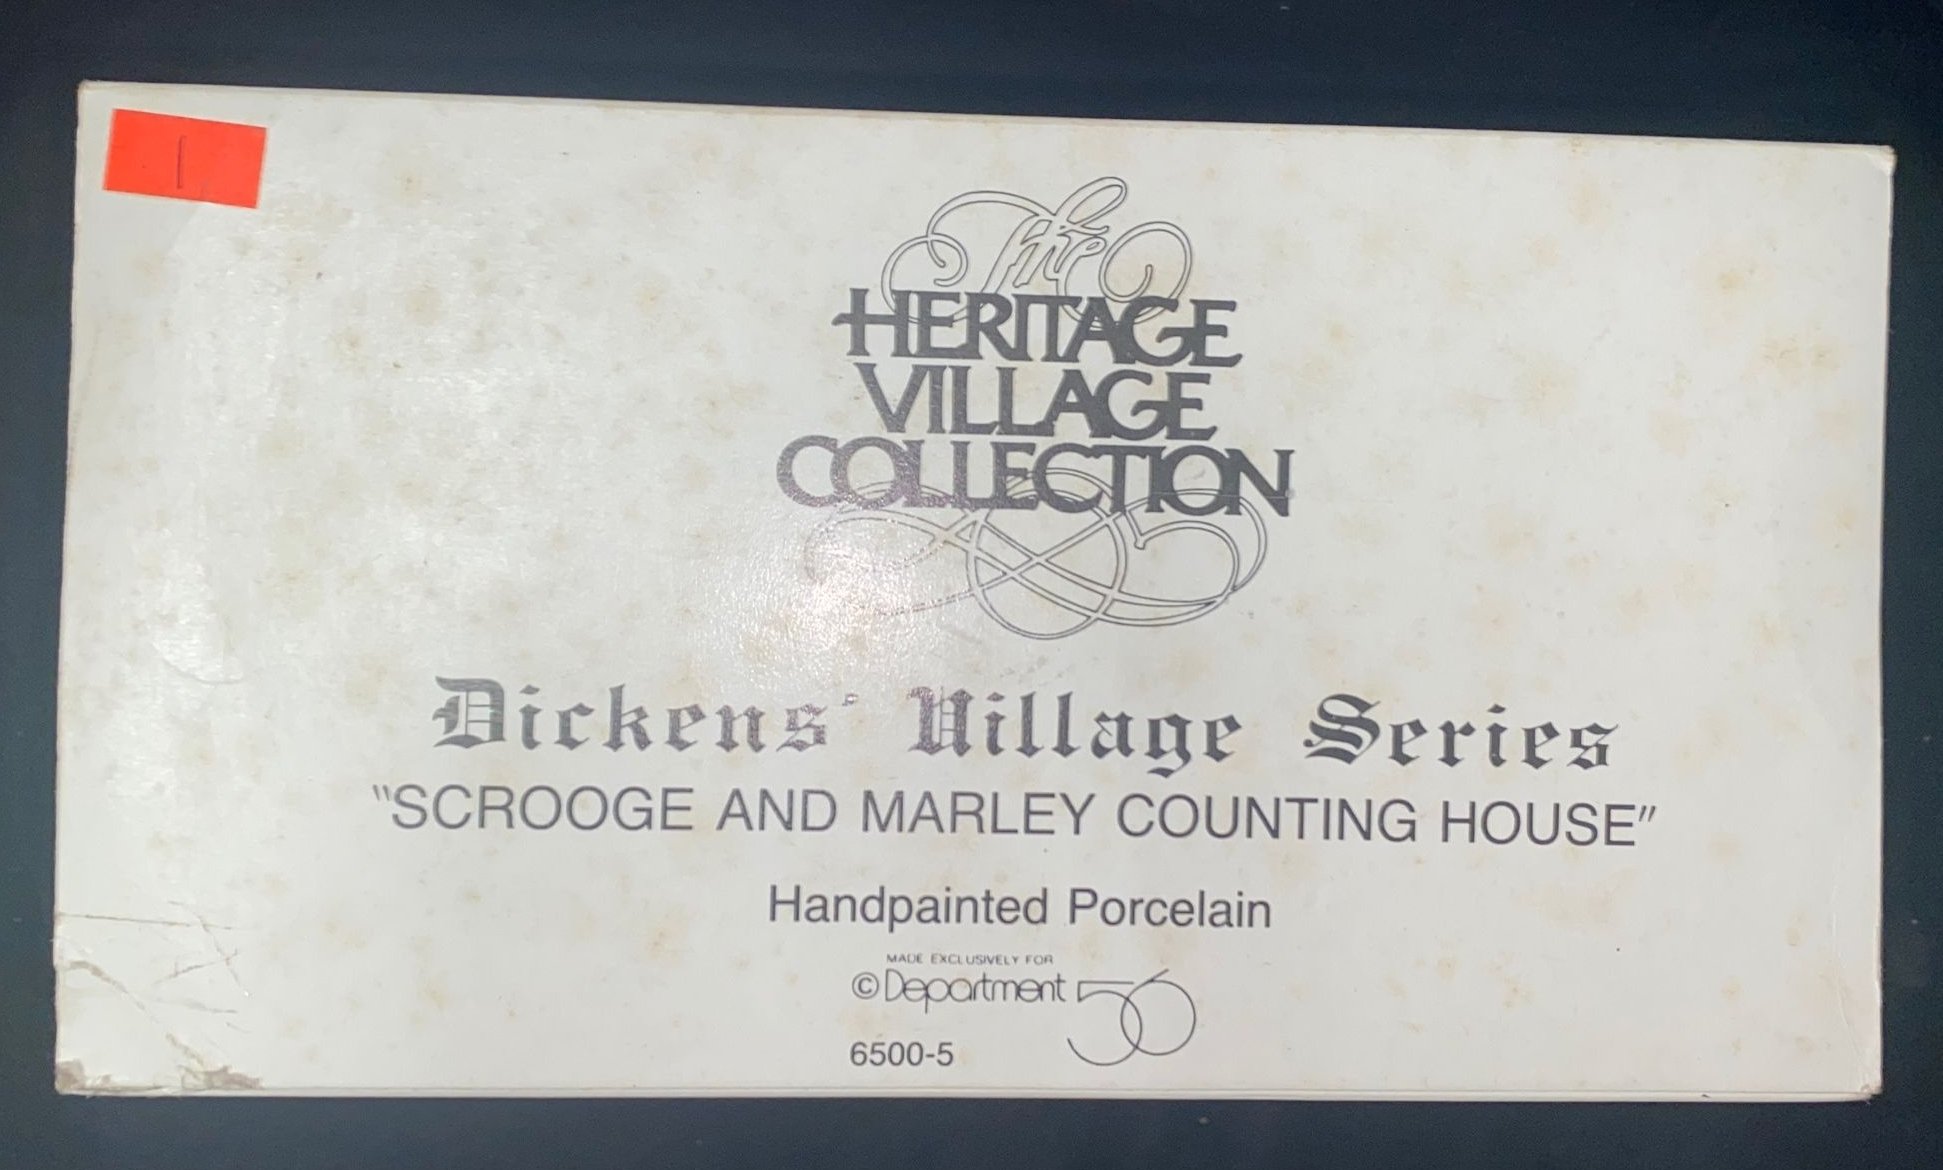 1
The
HERITAGE
VILLAGE
COLLECTION
Dickens' Village Series
"SCROOGE AND MARLEY COUNTING HOUSE"
Handpainted Porcelain
MADE EXCLUSIVELY FOR
© Department 56
6500-5